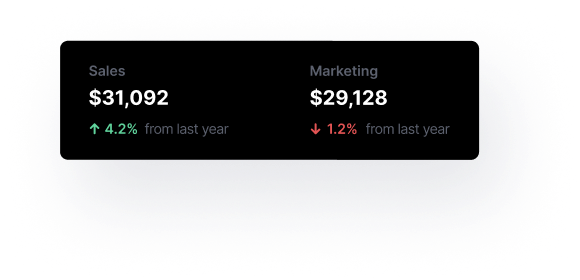 Sales
$31,092
↑ 4.2% from last year
Marketing
$29,128
↓ 1.2% from last year